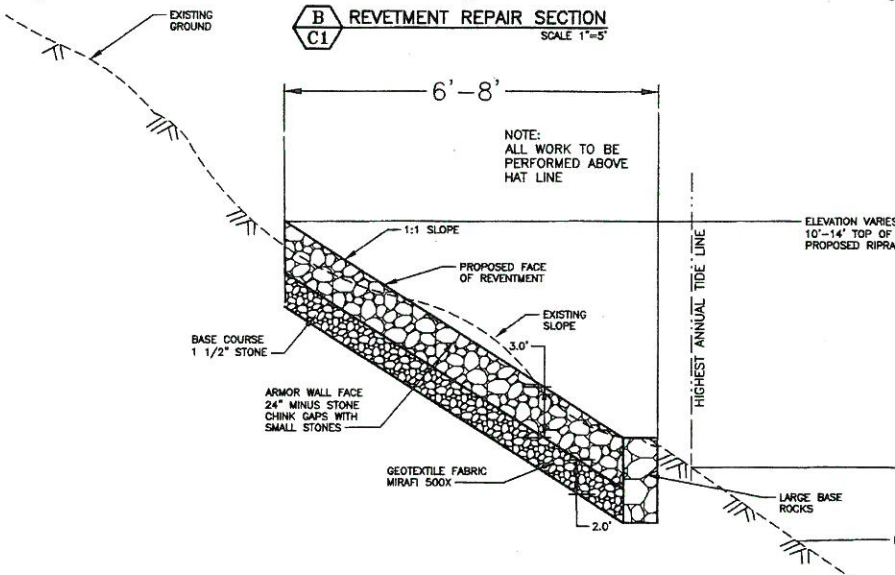 EXISTING
GROUND
B
C1
REVETMENT REPAIR SECTION
SCALE 1"=5'
6'-8'
NOTE:
ALL WORK TO BE
PERFORMED ABOVE
HAT LINE
1:1 SLOPE
ELEVATION VARIES
10'-14' TOP OF
PROPOSED RIPRA
PROPOSED FACE
OF REVENTMENT
HIGHEST ANNUAL TIDE LINE
EXISTING
SLOPE
3.0'
BASE COURSE
1 1/2" STONE
ARMOR WALL FACE
24" MINUS STONE
CHINK GAPS WITH
SMALL STONES
GEOTEXTILE FABRIC
MIRAFI 500X
2.0'
LARGE BASE
ROCKS